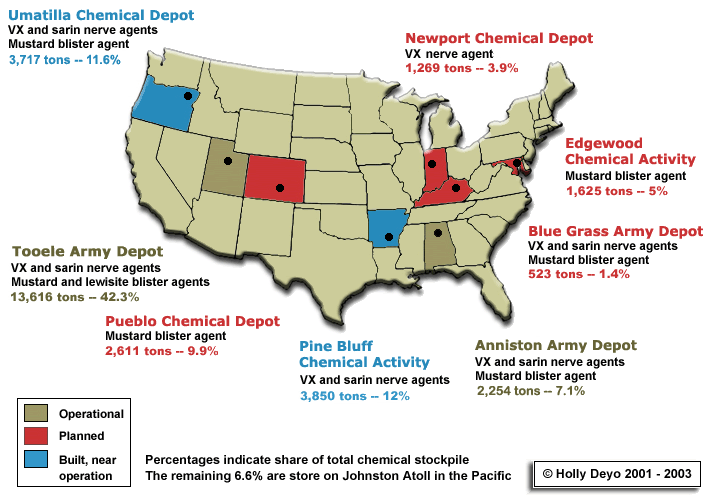 Umatilla Chemical Depot
VX and sarin nerve agents
Mustard blister agent
3,717 tons -- 11.6%
Newport Chemical Depot
VX nerve agent
1,269 tons -- 3.9%
Edgewood
Chemical Activity
Mustard blister agent
1,625 tons -- 5%
Blue Grass Army Depot
VX and sarin nerve agents
Mustard blister agent
523 tons -- 1.4%
Tooele Army Depot
VX and sarin nerve agents
Mustard and lewisite blister agents
13,616 tons -- 42.3%
Pueblo Chemical Depot
Mustard blister agent
2,611 tons -- 9.9%
Pine Bluff
Chemical Activity
VX and sarin nerve agents
3,850 tons -- 12%
Anniston Army Depot
VX and sarin nerve agents
Mustard blister agent
2,254 tons -- 7.1%
Operational
Planned
Built, near
operation
Percentages indicate share of total chemical stockpile
The remaining 6.6% are store on Johnston Atoll in the Pacific
© Holly Deyo 2001 - 2003